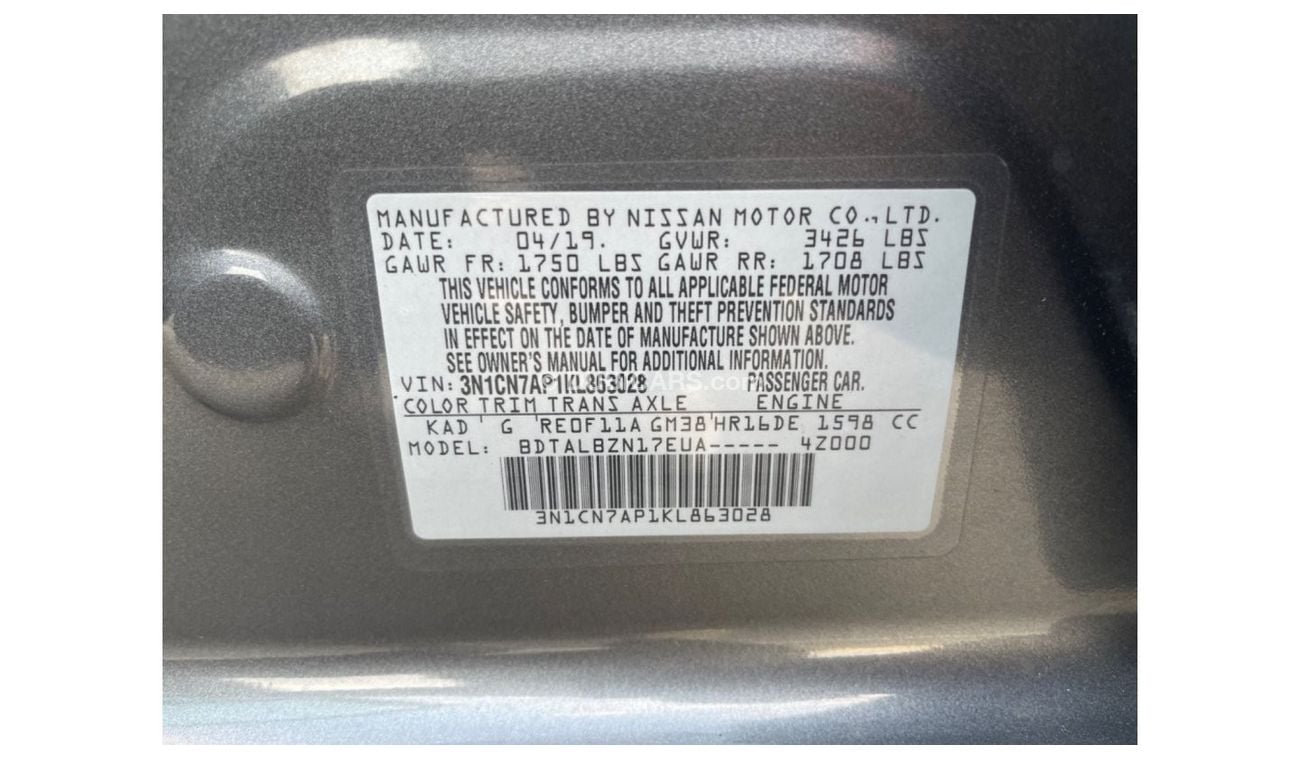 MANUFACTURED BY NISSAN MOTOR CO., LTD.
DATE: 04/19. GVWR: 3426 LBS
GAWR FR: 1750 LBS GAWR RR: 1708 LBS
THIS VEHICLE CONFORMS TO ALL APPLICABLE FEDERAL MOTOR
VEHICLE SAFETY, BUMPER AND THEFT PREVENTION STANDARDS
IN EFFECT ON THE DATE OF MANUFACTURE SHOWN ABOVE.
SEE OWNER'S MANUAL FOR ADDITIONAL INFORMATION.
VIN: 3N1CN7AP1KL863028 PASSENGER CAR.
COLOR TRIM TRANS AXLE ENGINE
KAD G RE0F11A GM38 HR16DE 1598 CC
MODEL: BDTALBZN17EUA----- 4Z000
3N1CN7AP1KL863028